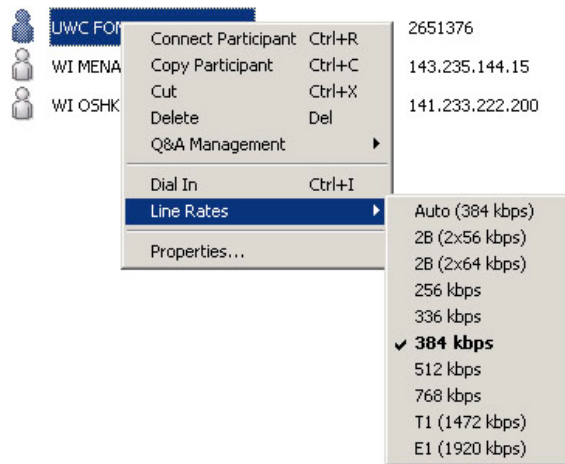 UWC FON
2651376
WI MENA
143.235.144.15
WI OSHK
141.233.222.200
Connect Participant Ctrl+R
Copy Participant Ctrl+C
Cut Ctrl+X
Delete Del
Q&A Management
Dial In Ctrl+I
Line Rates
Properties...
Auto (384 kbps)
2B (2x56 kbps)
2B (2x64 kbps)
256 kbps
336 kbps
384 kbps
512 kbps
768 kbps
T1 (1472 kbps)
E1 (1920 kbps)